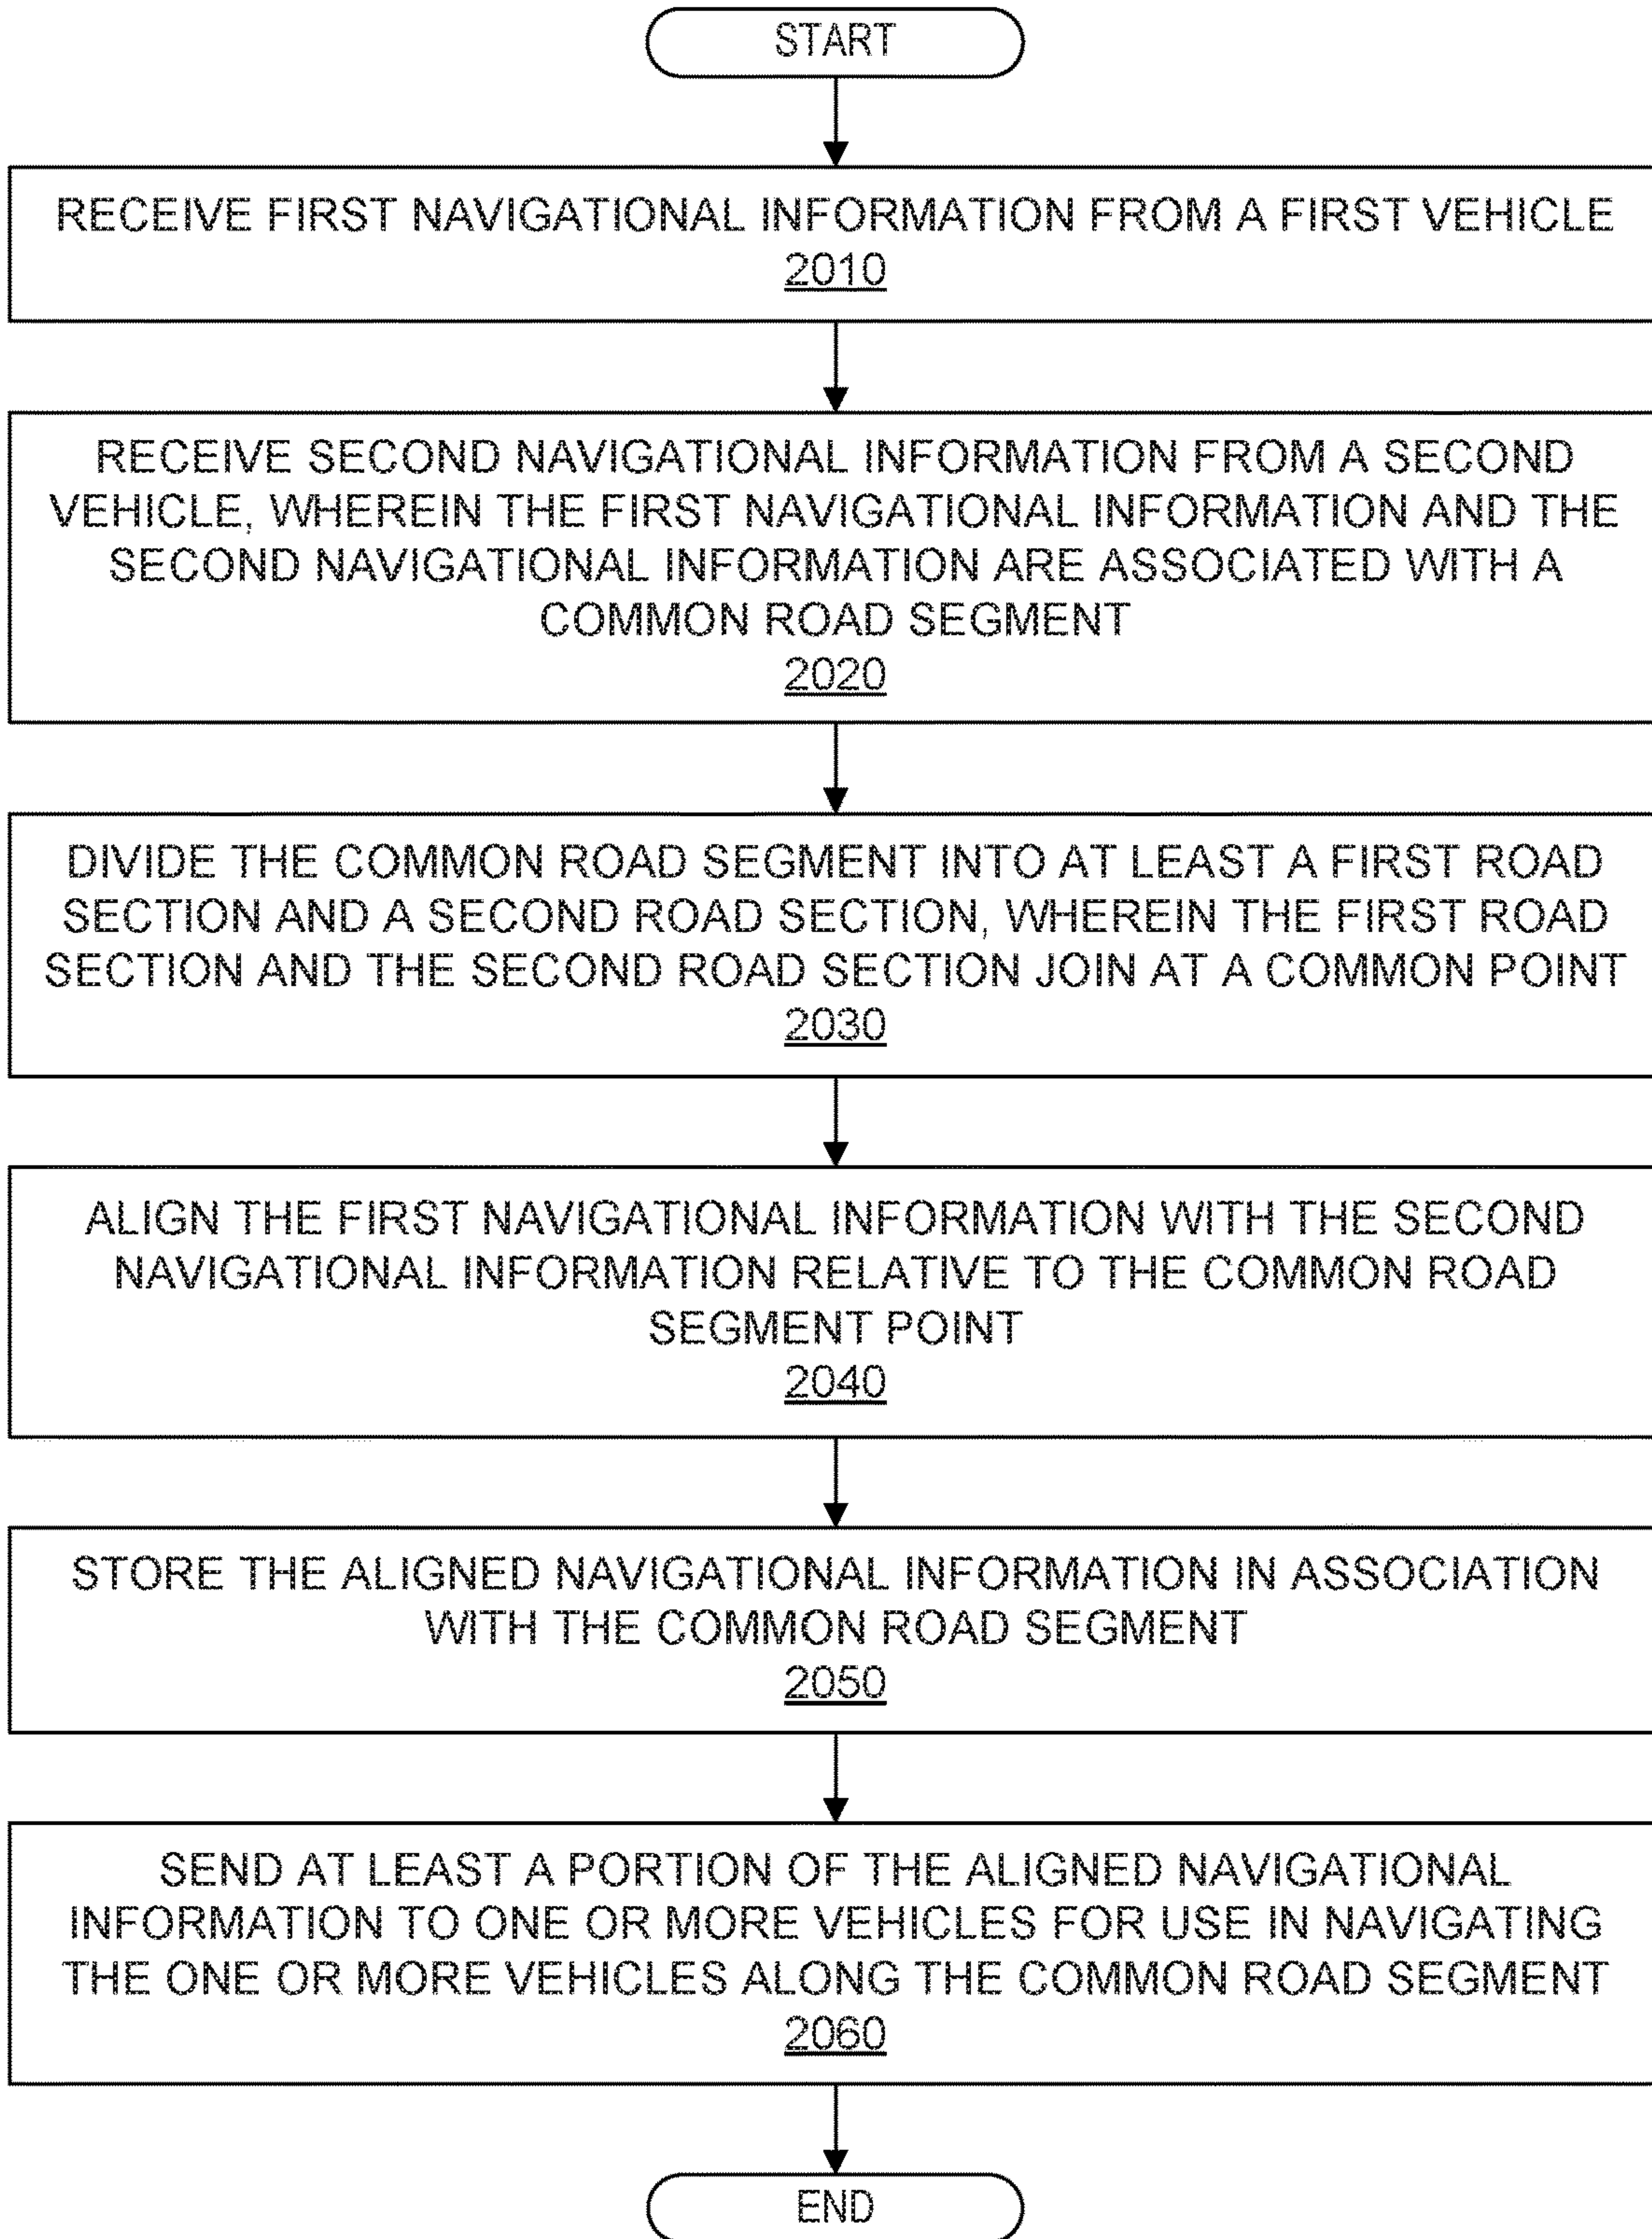 START
RECEIVE FIRST NAVIGATIONAL INFORMATION FROM A FIRST VEHICLE
2010
RECEIVE SECOND NAVIGATIONAL INFORMATION FROM A SECOND
VEHICLE, WHEREIN THE FIRST NAVIGATIONAL INFORMATION AND THE
SECOND NAVIGATIONAL INFORMATION ARE ASSOCIATED WITH A
COMMON ROAD SEGMENT
2020
DIVIDE THE COMMON ROAD SEGMENT INTO AT LEAST A FIRST ROAD
SECTION AND A SECOND ROAD SECTION, WHEREIN THE FIRST ROAD
SECTION AND THE SECOND ROAD SECTION JOIN AT A COMMON POINT
2030
ALIGN THE FIRST NAVIGATIONAL INFORMATION WITH THE SECOND
NAVIGATIONAL INFORMATION RELATIVE TO THE COMMON ROAD
SEGMENT POINT
2040
STORE THE ALIGNED NAVIGATIONAL INFORMATION IN ASSOCIATION
WITH THE COMMON ROAD SEGMENT
2050
SEND AT LEAST A PORTION OF THE ALIGNED NAVIGATIONAL
INFORMATION TO ONE OR MORE VEHICLES FOR USE IN NAVIGATING
THE ONE OR MORE VEHICLES ALONG THE COMMON ROAD SEGMENT
2060
END